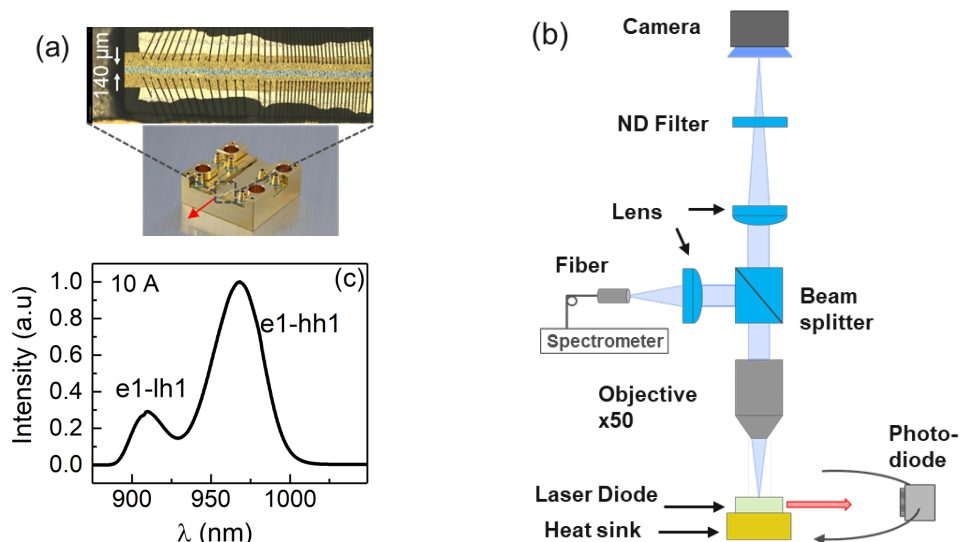 (a)
140 µm
(b)
Camera
ND Filter
Lens
Fiber
Spectrometer
Beam
splitter
Objective
x50
Photo-
diode
Laser Diode
Heat sink
(c)
10 A
e1-hh1
e1-lh1
Intensity (a.u)
1.0
0.8
0.6
0.4
0.2
0.0
900
950
1000
λ (nm)